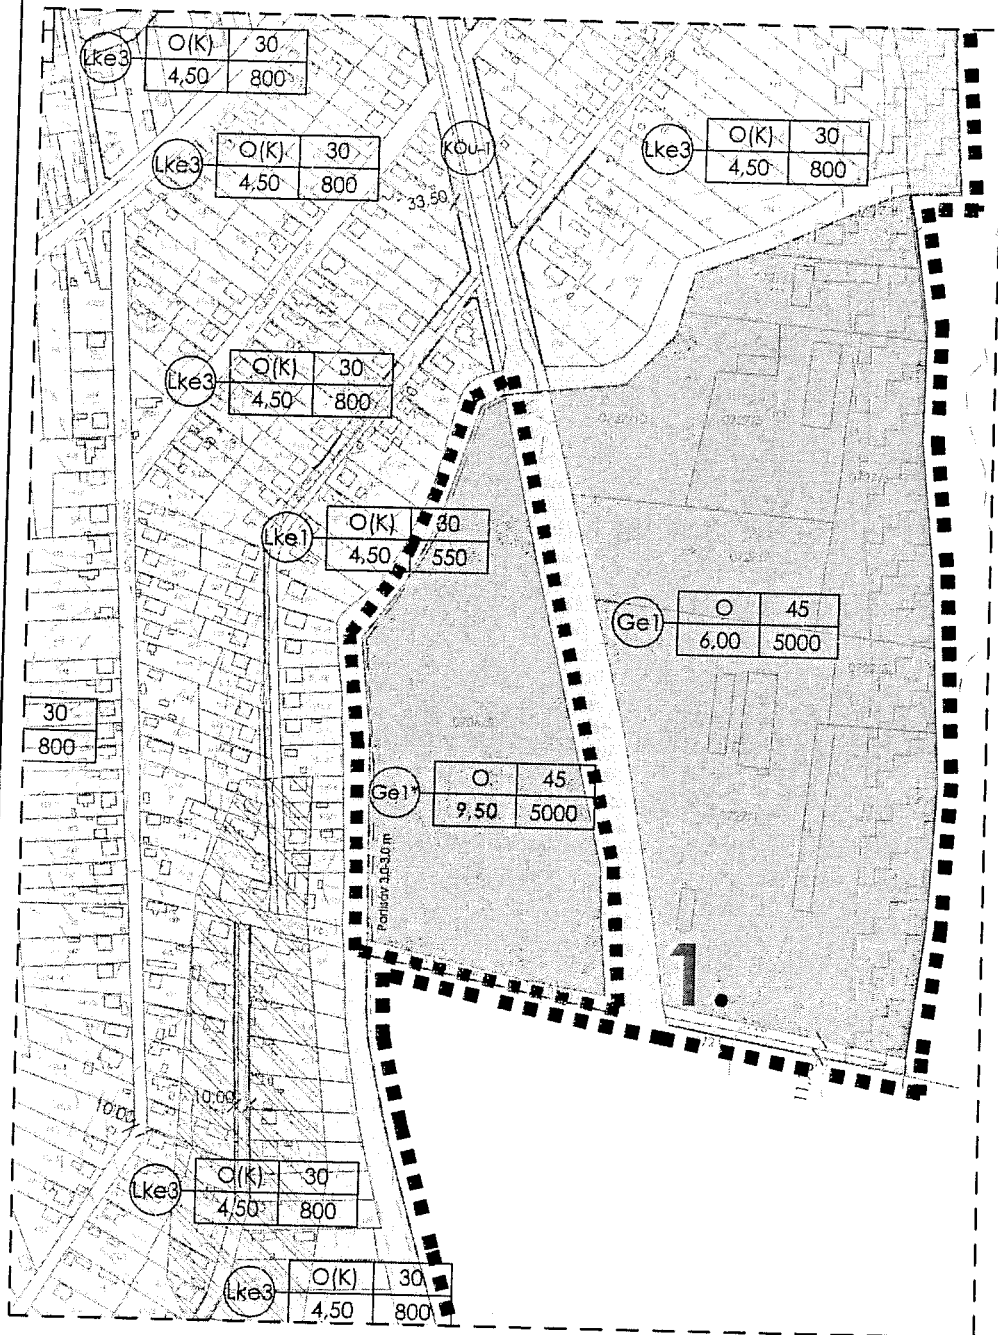 Lke3
O(K) 30
4,50 800
Lke3
O(K) 30
4,50 800
KÖU-1
Lke3
O(K) 30
4,50 800
33,50
Lke3
O(K) 30
4,50 800
Lke1
O(K) 30
4,50 550
Ge1
O 45
6,00 5000
30
800
Ge1*
O 45
9,50 5000
1.
10,00
10,00
Lke3
O(K) 30
4,50 800
Lke3
O(K) 30
4,50 800